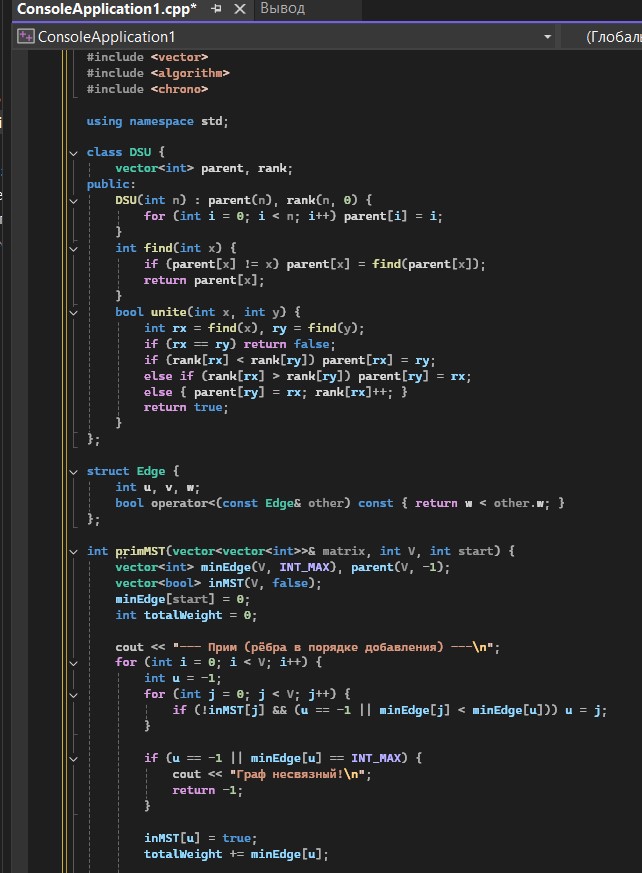 ConsoleApplication1.cpp* Вывод
ConsoleApplication1 (Глобаль
#include <vector>
#include <algorithm>
#include <chrono>
using namespace std;
class DSU {
vector<int> parent, rank;
public:
DSU(int n) : parent(n), rank(n, 0) {
for (int i = 0; i < n; i++) parent[i] = i;
}
int find(int x) {
if (parent[x] != x) parent[x] = find(parent[x]);
return parent[x];
}
bool unite(int x, int y) {
int rx = find(x), ry = find(y);
if (rx == ry) return false;
if (rank[rx] < rank[ry]) parent[rx] = ry;
else if (rank[rx] > rank[ry]) parent[ry] = rx;
else { parent[ry] = rx; rank[rx]++; }
return true;
}
};
struct Edge {
int u, v, w;
bool operator<(const Edge& other) const { return w < other.w; }
};
int primMST(vector<vector<int>>& matrix, int V, int start) {
vector<int> minEdge(V, INT_MAX), parent(V, -1);
vector<bool> inMST(V, false);
minEdge[start] = 0;
int totalWeight = 0;
cout << "--- Прим (рёбра в порядке добавления) ---\n";
for (int i = 0; i < V; i++) {
int u = -1;
for (int j = 0; j < V; j++) {
if (!inMST[j] && (u == -1 || minEdge[j] < minEdge[u])) u = j;
}
if (u == -1 || minEdge[u] == INT_MAX) {
cout << "Граф несвязный!\n";
return -1;
}
inMST[u] = true;
totalWeight += minEdge[u];